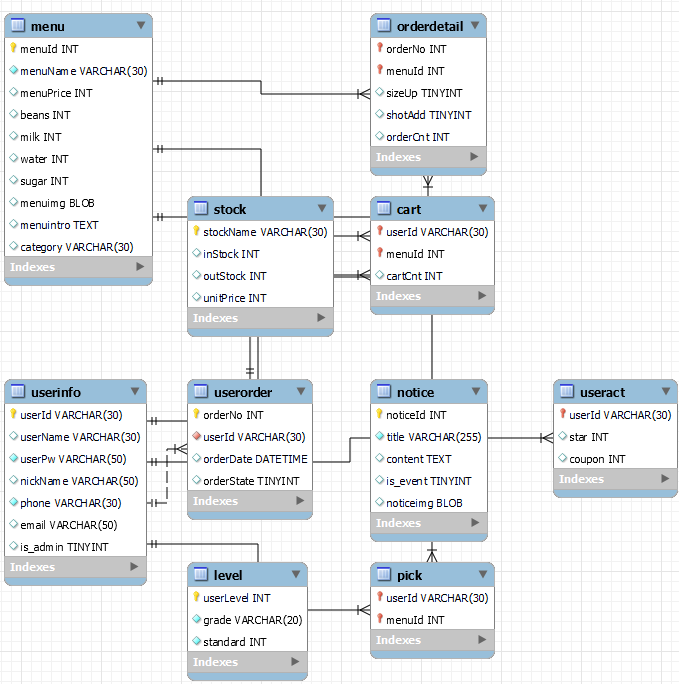 menu
menuId INT
menuName VARCHAR(30)
menuPrice INT
beans INT
milk INT
water INT
sugar INT
menuimg BLOB
menuintro TEXT
category VARCHAR(30)
Indexes
orderdetail
orderNo INT
menuId INT
sizeUp TINYINT
shotAdd TINYINT
orderCnt INT
Indexes
stock
stockName VARCHAR(30)
inStock INT
outStock INT
unitPrice INT
Indexes
cart
userId VARCHAR(30)
menuId INT
cartCnt INT
Indexes
userinfo
userId VARCHAR(30)
userName VARCHAR(30)
userPw VARCHAR(50)
nickName VARCHAR(50)
phone VARCHAR(30)
email VARCHAR(50)
is_admin TINYINT
Indexes
userorder
orderNo INT
userId VARCHAR(30)
orderDate DATETIME
orderState TINYINT
Indexes
notice
noticeId INT
title VARCHAR(255)
content TEXT
is_event TINYINT
noticeimg BLOB
Indexes
useract
userId VARCHAR(30)
star INT
coupon INT
Indexes
level
userLevel INT
grade VARCHAR(20)
standard INT
Indexes
pick
userId VARCHAR(30)
menuId INT
Indexes